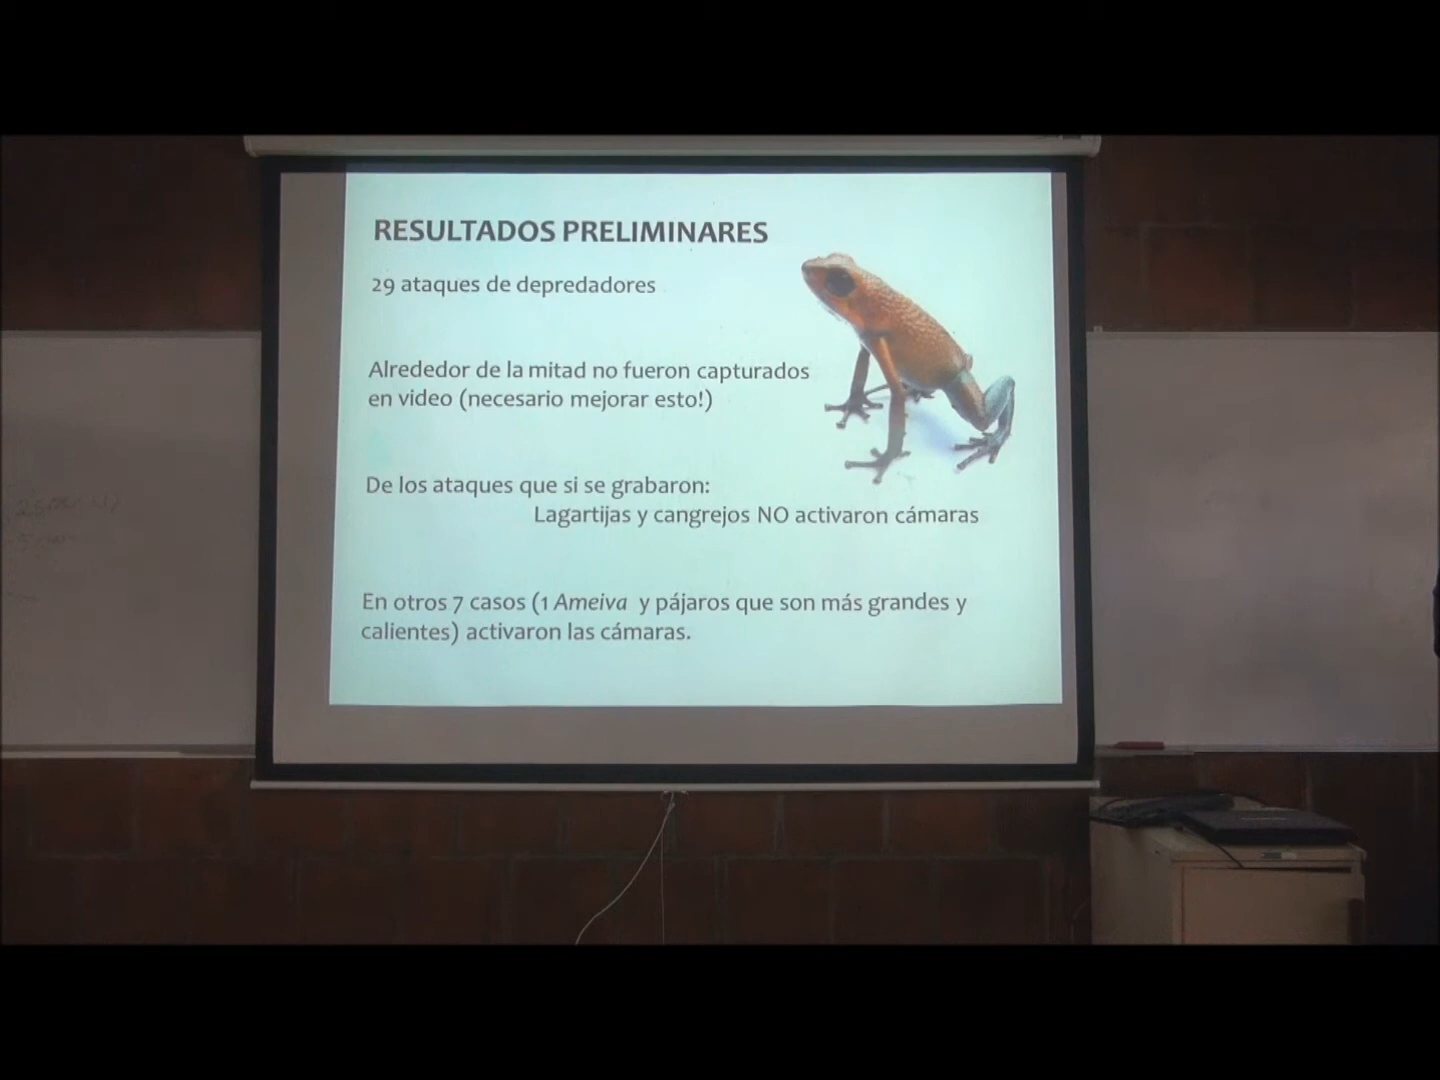 RESULTADOS PRELIMINARES
29 ataques de depredadores
Alrededor de la mitad no fueron capturados
en video (necesario mejorar esto!)
De los ataques que si se grabaron:
Lagartijas y cangrejos NO activaron cámaras
En otros 7 casos (1 Ameiva y pájaros que son más grandes y
calientes) activaron las cámaras.